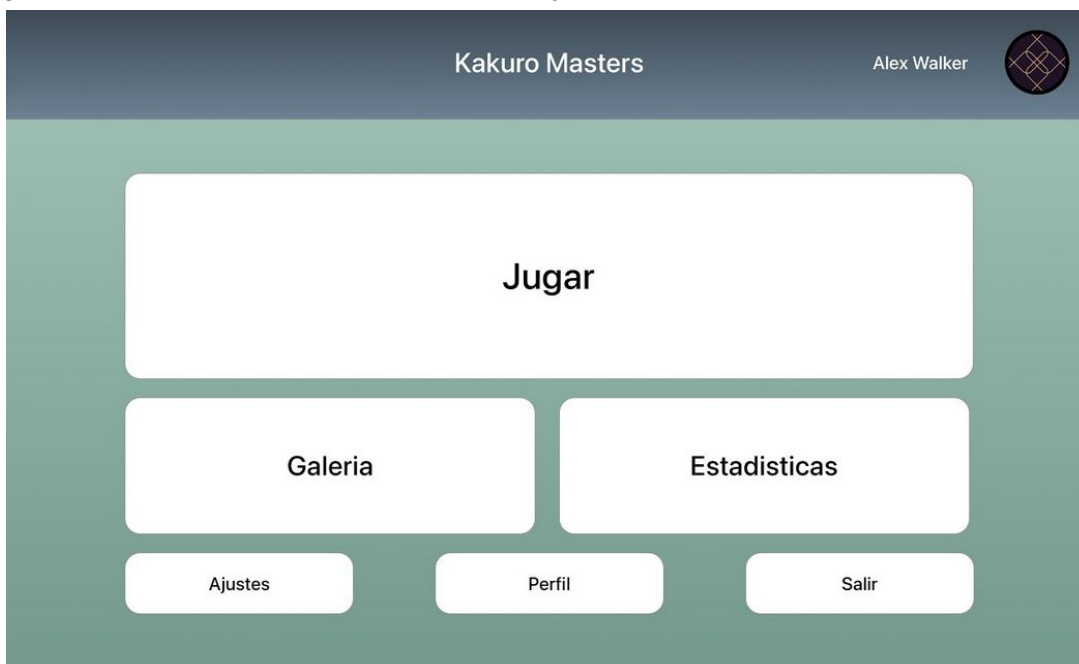 Kakuro Masters
Alex Walker
Jugar
Galeria
Estadisticas
Ajustes
Perfil
Salir